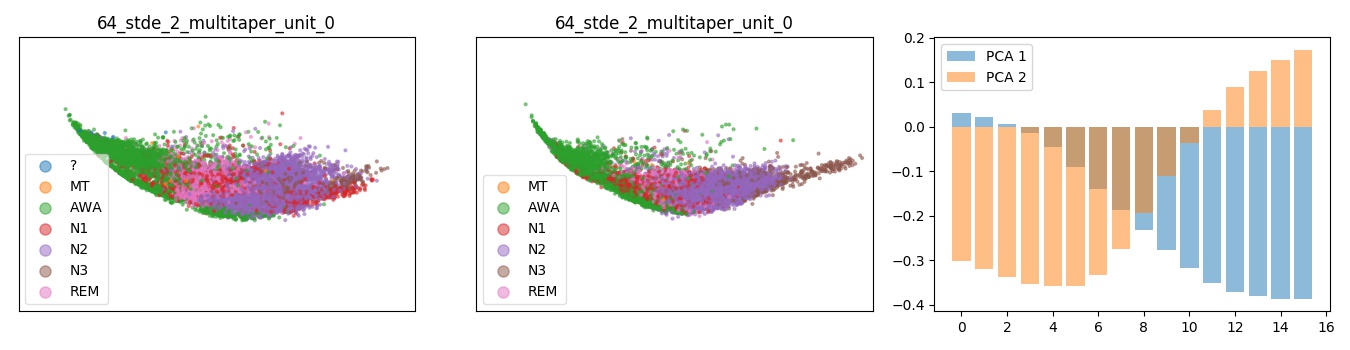 64_stde_2_multitaper_unit_0
?
MT
AWA
N1
N2
N3
REM
64_stde_2_multitaper_unit_0
MT
AWA
N1
N2
N3
REM
PCA 1
PCA 2
0.2
0.1
0.0
−0.1
−0.2
−0.3
−0.4
0 2 4 6 8 10 12 14 16